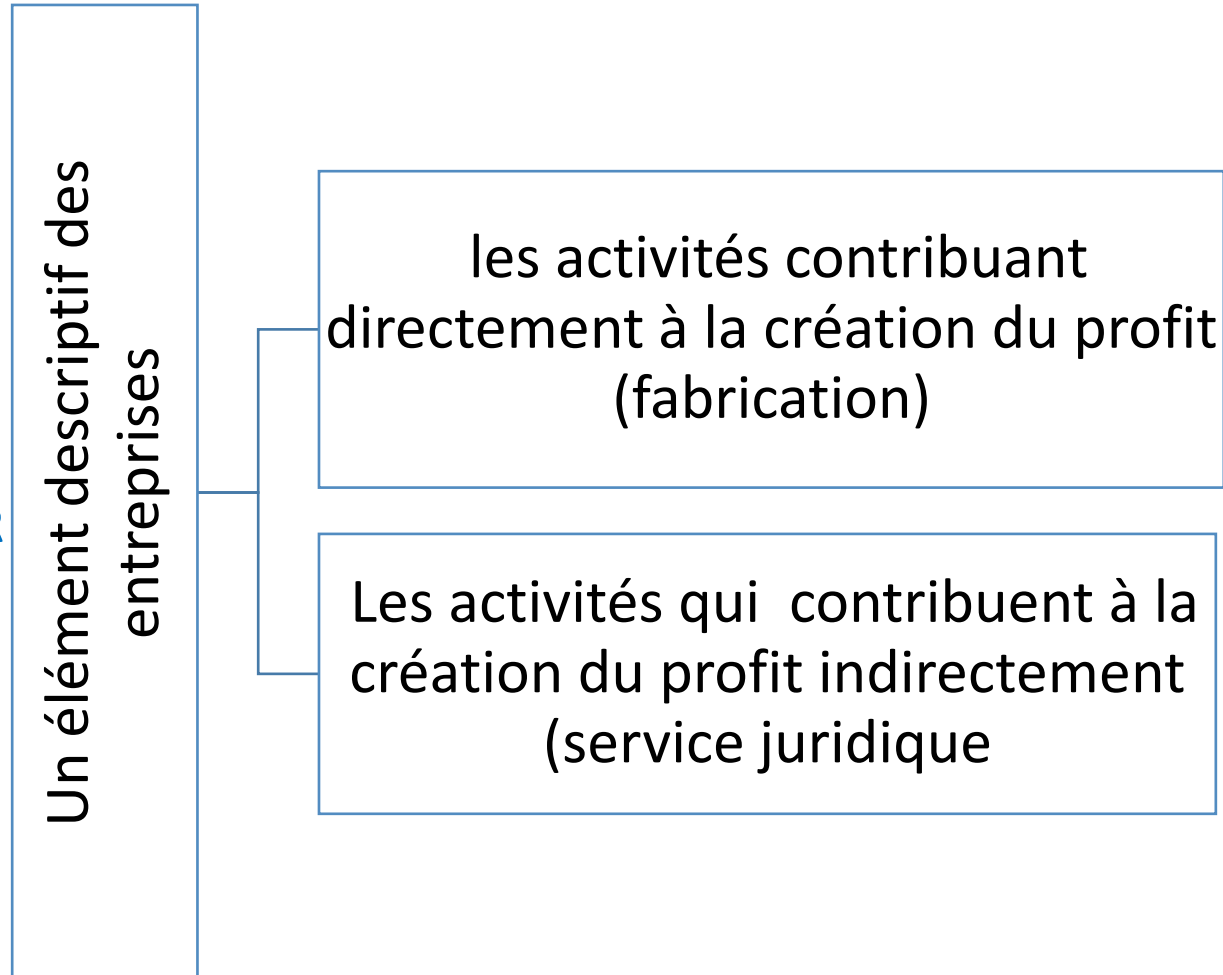 Un élément descriptif des
entreprises
les activités contribuant
directement à la création du profit
(fabrication)
Les activités qui  contribuent à la
création du profit indirectement
(service juridique